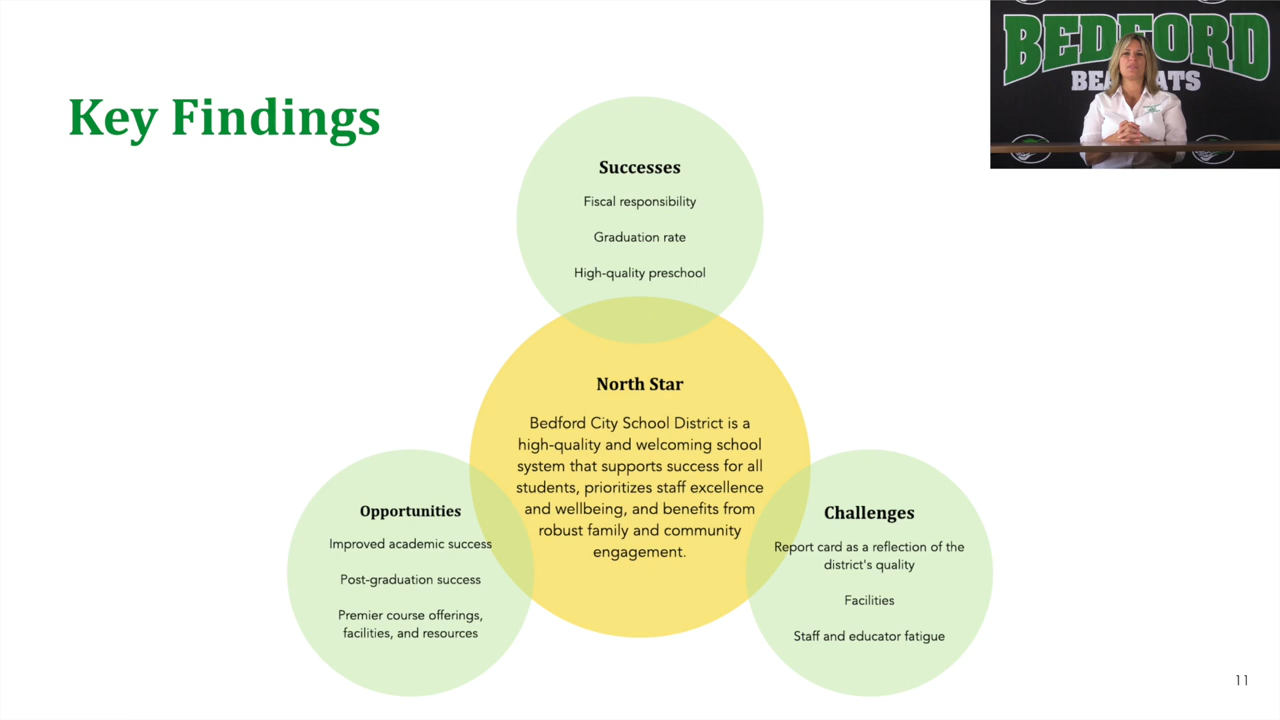 BEDFORD
BEARCATS
Key Findings
Successes
Fiscal responsibility
Graduation rate
High-quality preschool
North Star
Bedford City School District is a
high-quality and welcoming school
system that supports success for all
students, prioritizes staff excellence
and wellbeing, and benefits from
robust family and community
engagement.
Opportunities
Improved academic success
Post-graduation success
Premier course offerings,
facilities, and resources
Challenges
Report card as a reflection of the
district's quality
Facilities
Staff and educator fatigue
11